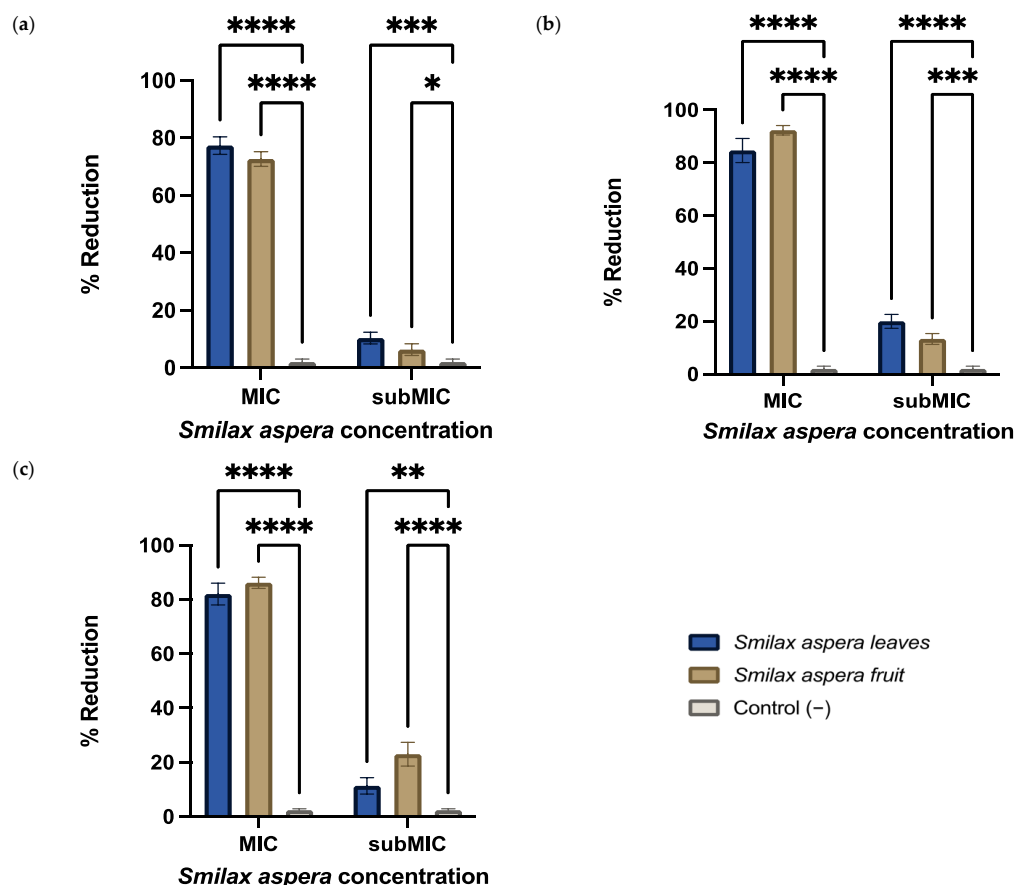 (a)
**** ***
**** *
% Reduction
100
80
60
40
20
0
MIC subMIC
Smilax aspera concentration
(b)
**** ****
**** ***
% Reduction
100
80
60
40
20
0
MIC subMIC
Smilax aspera concentration
(c)
**** **
**** ****
% Reduction
100
80
60
40
20
0
MIC subMIC
Smilax aspera concentration
Smilax aspera leaves
Smilax aspera fruit
Control (−)